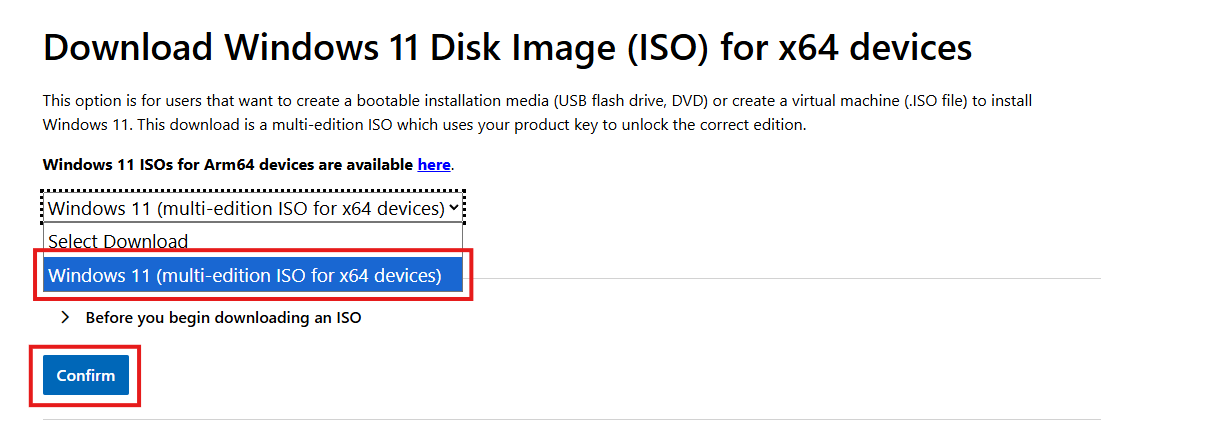 Download Windows 11 Disk Image (ISO) for x64 devices
This option is for users that want to create a bootable installation media (USB flash drive, DVD) or create a virtual machine (.ISO file) to install
Windows 11. This download is a multi-edition ISO which uses your product key to unlock the correct edition.
Windows 11 ISOs for Arm64 devices are available here.
Windows 11 (multi-edition ISO for x64 devices)
Select Download
Windows 11 (multi-edition ISO for x64 devices)
Before you begin downloading an ISO
Confirm